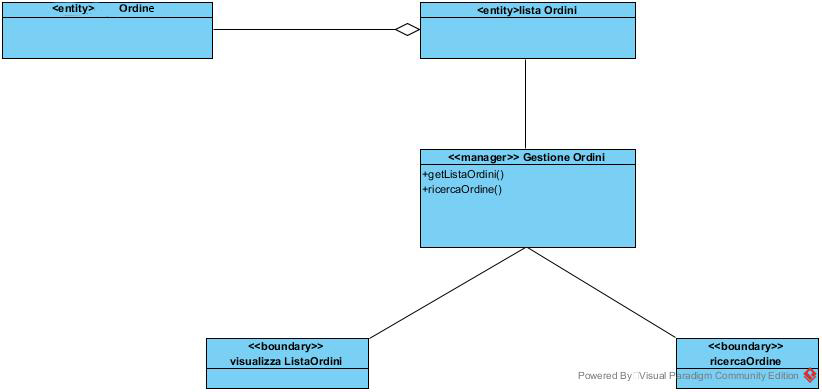 <entity> Ordine
<entity>lista Ordini
<<manager>> Gestione Ordini
+getListaOrdini()
+ricercaOrdine()
<<boundary>>
visualizza ListaOrdini
<<boundary>>
ricercaOrdine
Powered By Visual Paradigm Community Edition